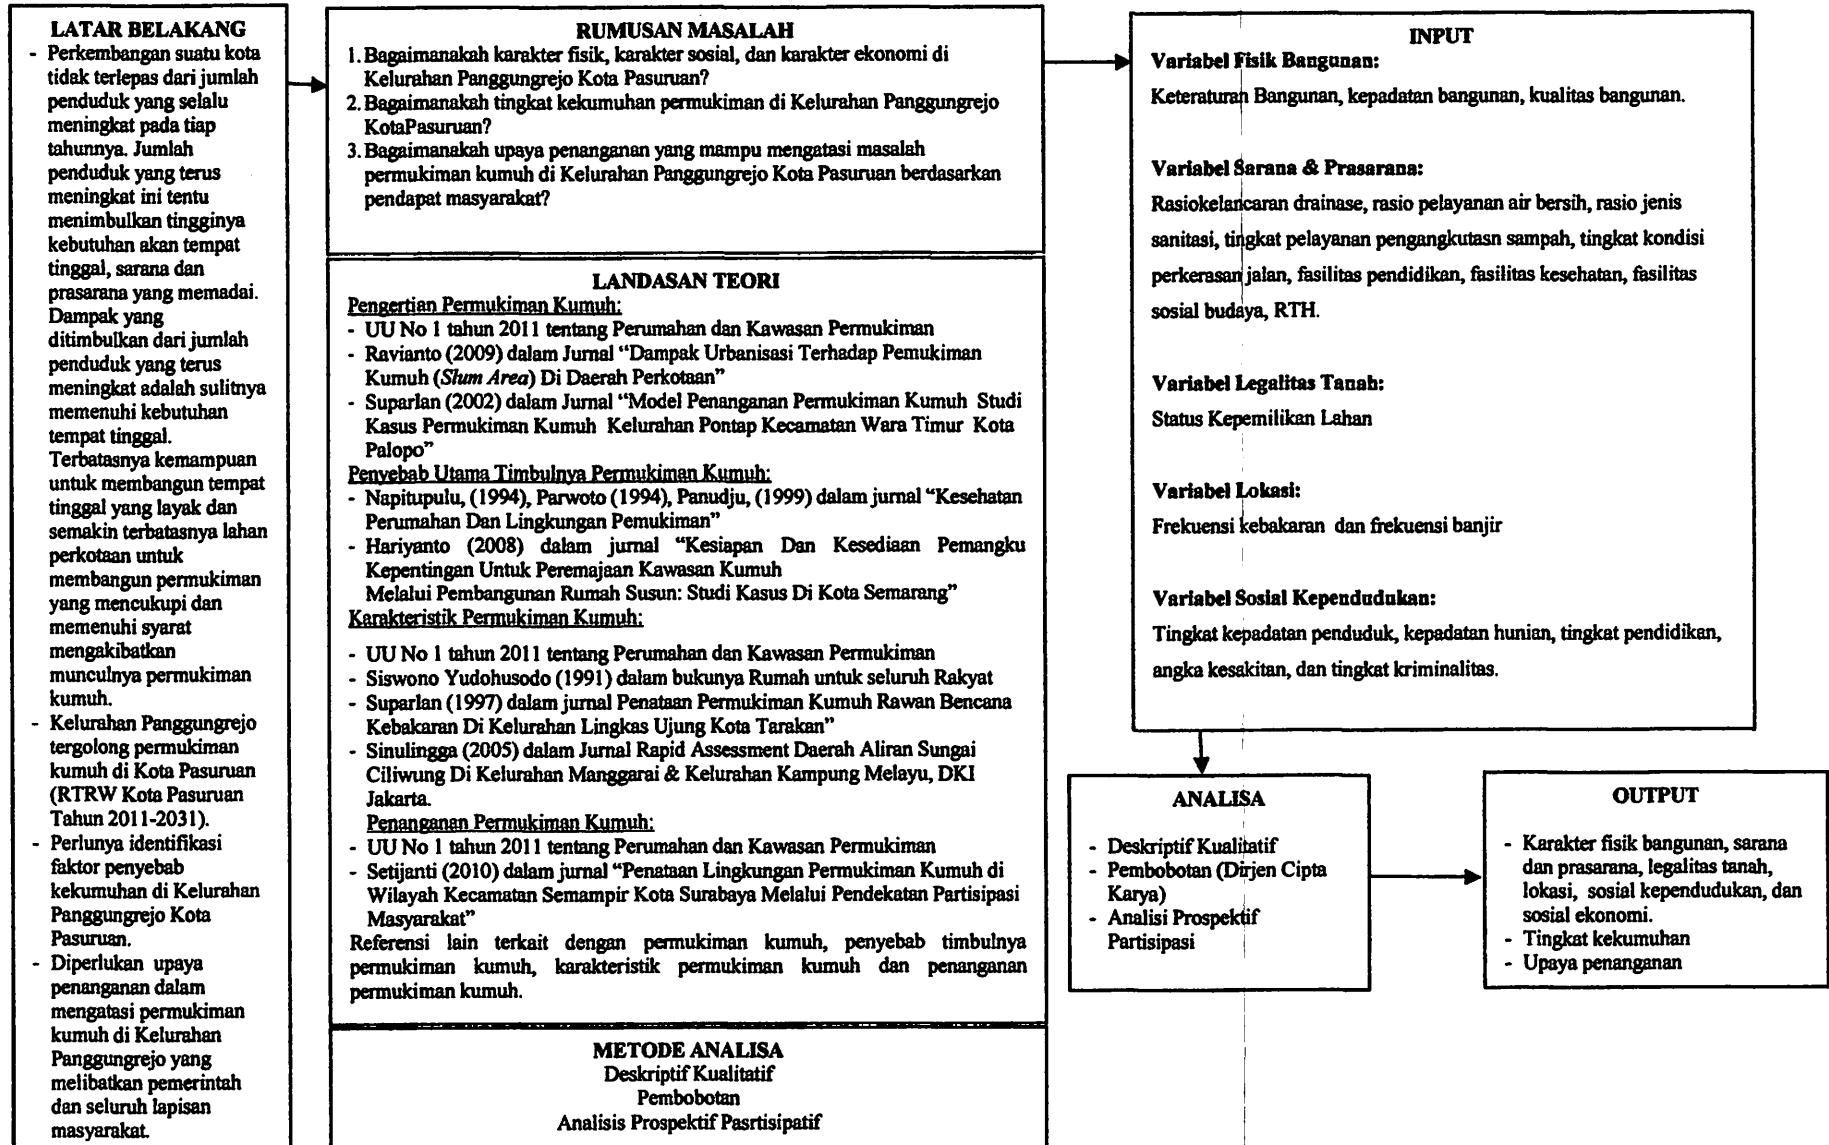 LATAR BELAKANG
- Perkembangan suatu kota
tidak terlepas dari jumlah
penduduk yang selalu
meningkat pada tiap
tahunnya. Jumlah
penduduk yang terus
meningkat ini tentu
menimbulkan tingginya
kebutuhan akan tempat
tinggal, sarana dan
prasarana yang memadai.
Dampak yang
ditimbulkan dari jumlah
penduduk yang terus
meningkat adalah sulitnya
memenuhi kebutuhan
tempat tinggal.
Terbatasnya kemampuan
untuk membangun tempat
tinggal yang layak dan
semakin terbatasnya lahan
perkotaan untuk
membangun permukiman
yang mencukupi dan
memenuhi syarat
mengakibatkan
munculnya permukiman
kumuh.
- Kelurahan Panggungrejo
tergolong permukiman
kumuh di Kota Pasuruan
(RTRW Kota Pasuruan
Tahun 2011-2031).
- Perlunya identifikasi
faktor penyebab
kekumuhan di Kelurahan
Panggungrejo Kota
Pasuruan.
- Diperlukan upaya
penanganan dalam
mengatasi permukiman
kumuh di Kelurahan
Panggungrejo yang
melibatkan pemerintah
dan seluruh lapisan
masyarakat.
RUMUSAN MASALAH
1. Bagaimanakah karakter fisik, karakter sosial, dan karakter ekonomi di
Kelurahan Panggungrejo Kota Pasuruan?
2. Bagaimanakah tingkat kekumuhan permukiman di Kelurahan Panggungrejo
KotaPasuruan?
3. Bagaimanakah upaya penanganan yang mampu mengatasi masalah
permukiman kumuh di Kelurahan Panggungrejo Kota Pasuruan berdasarkan
pendapat masyarakat?
LANDASAN TEORI
Pengertian Permukiman Kumuh:
- UU No 1 tahun 2011 tentang Perumahan dan Kawasan Permukiman
- Ravianto (2009) dalam Jurnal “Dampak Urbanisasi Terhadap Pemukiman
Kumuh (Slum Area) Di Daerah Perkotaan”
- Suparlan (2002) dalam Jurnal “Model Penanganan Permukiman Kumuh Studi
Kasus Permukiman Kumuh Kelurahan Pontap Kecamatan Wara Timur Kota
Palopo”
Penyebab Utama Timbulnya Permukiman Kumuh:
- Napitupulu, (1994), Parwoto (1994), Panudju, (1999) dalam jurnal “Kesehatan
Perumahan Dan Lingkungan Pemukiman”
- Hariyanto (2008) dalam jurnal “Kesiapan Dan Kesediaan Pemangku
Kepentingan Untuk Peremajaan Kawasan Kumuh
Melalui Pembangunan Rumah Susun: Studi Kasus Di Kota Semarang”
Karakteristik Permukiman Kumuh:
- UU No 1 tahun 2011 tentang Perumahan dan Kawasan Permukiman
- Siswono Yudohusodo (1991) dalam bukunya Rumah untuk seluruh Rakyat
- Suparlan (1997) dalam jurnal Penataan Permukiman Kumuh Rawan Bencana
Kebakaran Di Kelurahan Lingkas Ujung Kota Tarakan”
- Sinulingga (2005) dalam Jurnal Rapid Assessment Daerah Aliran Sungai
Ciliwung Di Kelurahan Manggarai & Kelurahan Kampung Melayu, DKI
Jakarta.
Penanganan Permukiman Kumuh:
- UU No 1 tahun 2011 tentang Perumahan dan Kawasan Permukiman
- Setijanti (2010) dalam jurnal “Penataan Lingkungan Permukiman Kumuh di
Wilayah Kecamatan Semampir Kota Surabaya Melalui Pendekatan Partisipasi
Masyarakat”
Referensi lain terkait dengan permukiman kumuh, penyebab timbulnya
permukiman kumuh, karakteristik permukiman kumuh dan penanganan
permukiman kumuh.
METODE ANALISA
Deskriptif Kualitatif
Pembobotan
Analisis Prospektif Pasrtisipatif
INPUT
Variabel Fisik Bangunan:
Keteraturan Bangunan, kepadatan bangunan, kualitas bangunan.
Variabel Sarana & Prasarana:
Rasiokelancaran drainase, rasio pelayanan air bersih, rasio jenis
sanitasi, tingkat pelayanan pengangkutasn sampah, tingkat kondisi
perkerasan jalan, fasilitas pendidikan, fasilitas kesehatan, fasilitas
sosial budaya, RTH.
Variabel Legalitas Tanah:
Status Kepemilikan Lahan
Variabel Lokasi:
Frekuensi kebakaran dan frekuensi banjir
Variabel Sosial Kependudukan:
Tingkat kepadatan penduduk, kepadatan hunian, tingkat pendidikan,
angka kesakitan, dan tingkat kriminalitas.
ANALISA
- Deskriptif Kualitatif
- Pembobotan (Dirjen Cipta
Karya)
- Analisi Prospektif
Partisipasi
OUTPUT
- Karakter fisik bangunan, sarana
dan prasarana, legalitas tanah,
lokasi, sosial kependudukan, dan
sosial ekonomi.
- Tingkat kekumuhan
- Upaya penanganan